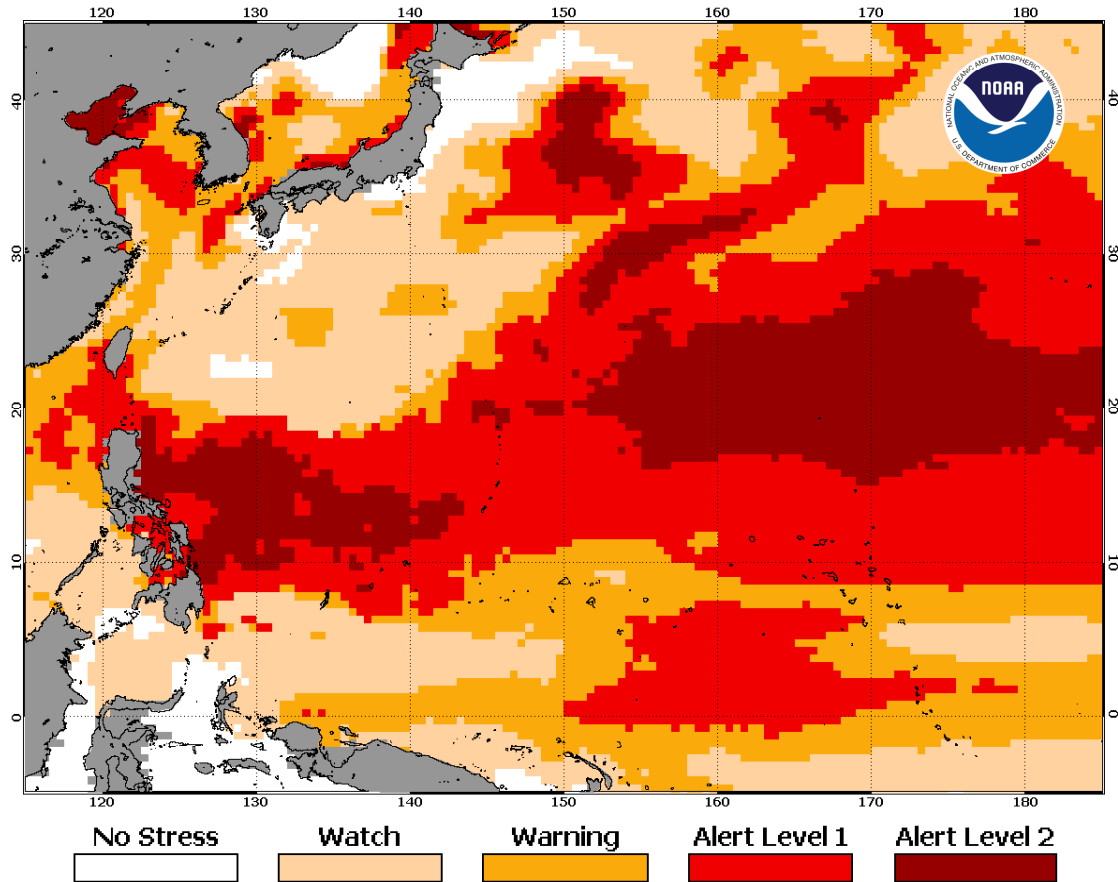 120 130 140 150 160 170 180
40 40
NOAA
NATIONAL OCEANIC AND ATMOSPHERIC ADMINISTRATION
U.S. DEPARTMENT OF COMMERCE
30 30
20 20
10 10
0 0
120 130 140 150 160 170 180
No Stress Watch Warning Alert Level 1 Alert Level 2